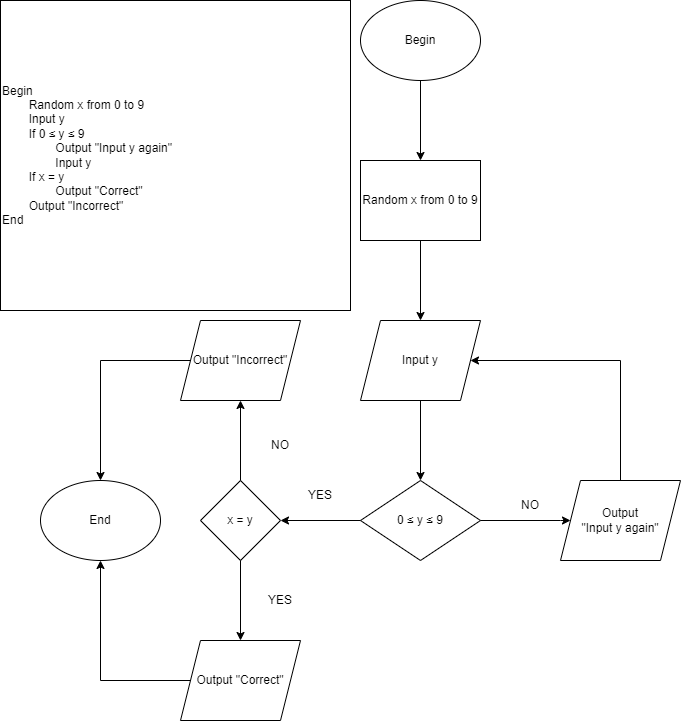 Begin
Random x from 0 to 9
Input y
If 0 ≤ y ≤ 9
Output "Input y again"
Input y
If x = y
Output "Correct"
Output "Incorrect"
End
Begin
Random x from 0 to 9
Input y
0 ≤ y ≤ 9
NO
Output
"Input y again"
YES
x = y
NO
Output "Incorrect"
YES
Output "Correct"
End